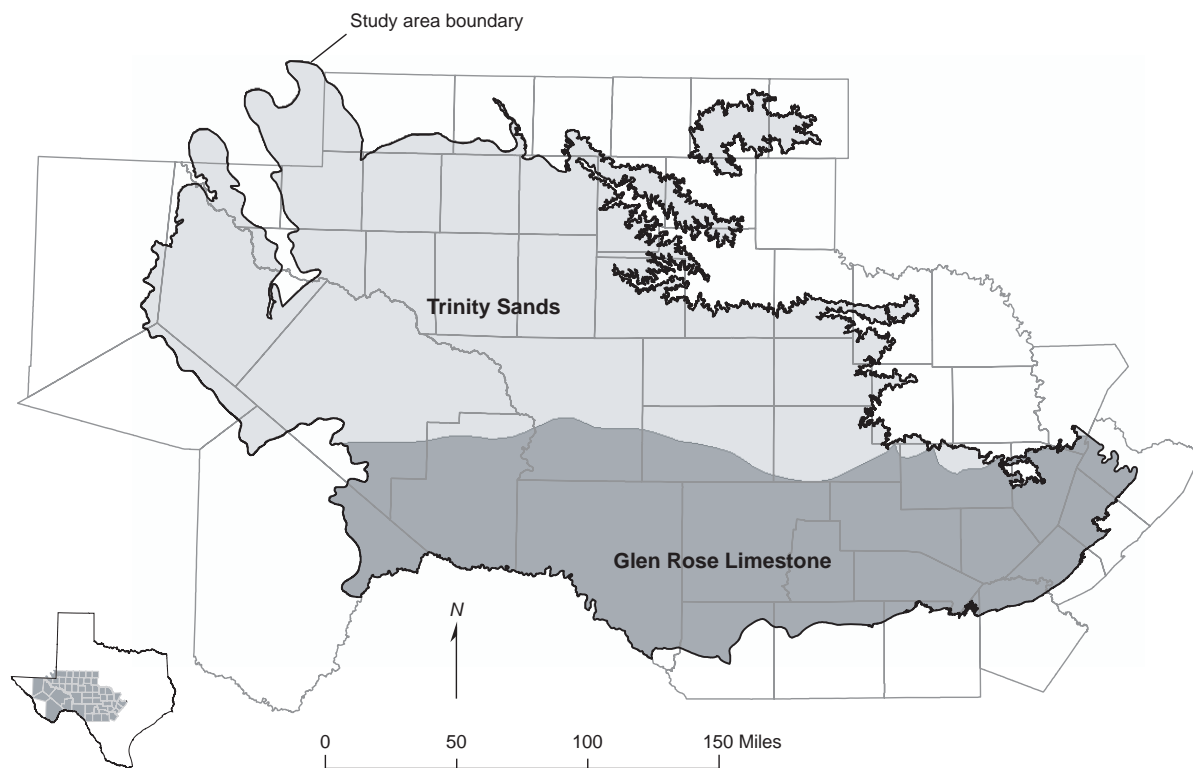 Study area boundary
Trinity Sands
Glen Rose Limestone
N
0 50 100 150 Miles